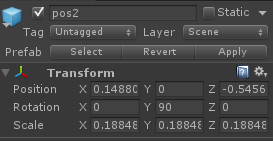 pos2 Static
Tag Untagged Layer Scene
Prefab Select Revert Apply
Transform
Position X 0.14880 Y 0 Z -0.5456
Rotation X 0 Y 90 Z 0
Scale X 0.18848 Y 0.18848 Z 0.18848